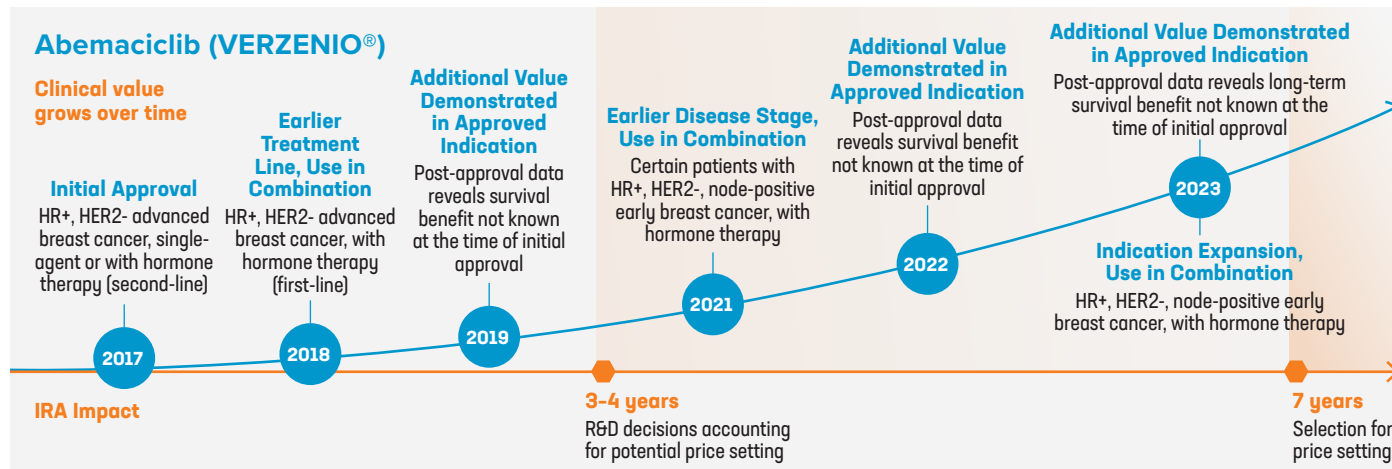 Abemaciclib (VERZENIO®)
Clinical value
grows over time
Initial Approval
HR+, HER2- advanced
breast cancer, single-
agent or with hormone
therapy (second-line)
2017
Earlier
Treatment
Line, Use in
Combination
HR+, HER2- advanced
breast cancer, with
hormone therapy
(first-line)
2018
Additional Value
Demonstrated
in Approved
Indication
Post-approval data
reveals survival
benefit not known
at the time of initial
approval
2019
Earlier Disease Stage,
Use in Combination
Certain patients with
HR+, HER2-, node-positive
early breast cancer, with
hormone therapy
2021
Additional Value
Demonstrated in
Approved Indication
Post-approval data
reveals survival benefit
not known at the time of
initial approval
2022
Additional Value Demonstrated
in Approved Indication
Post-approval data reveals long-term
survival benefit not known at the
time of initial approval
2023
Indication Expansion,
Use in Combination
HR+, HER2-, node-positive early
breast cancer, with hormone therapy
IRA Impact
3-4 years
R&D decisions accounting
for potential price setting
7 years
Selection for
price setting